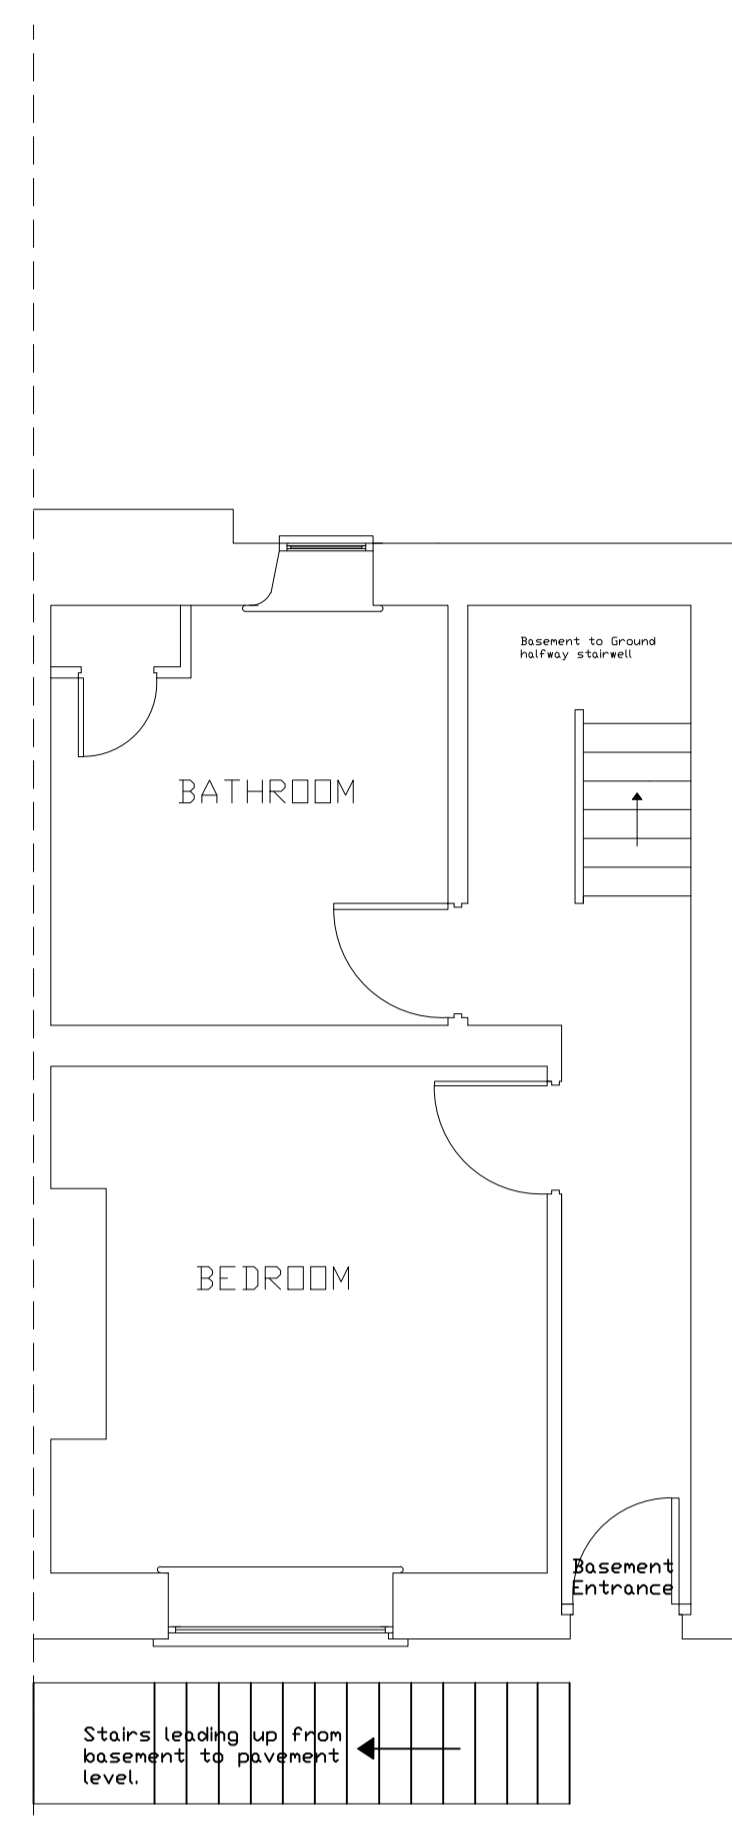 Basement to Ground
halfway stairwell
BATHROOM
BEDROOM
Basement
Entrance
Stairs leading up from
basement to pavement
level.